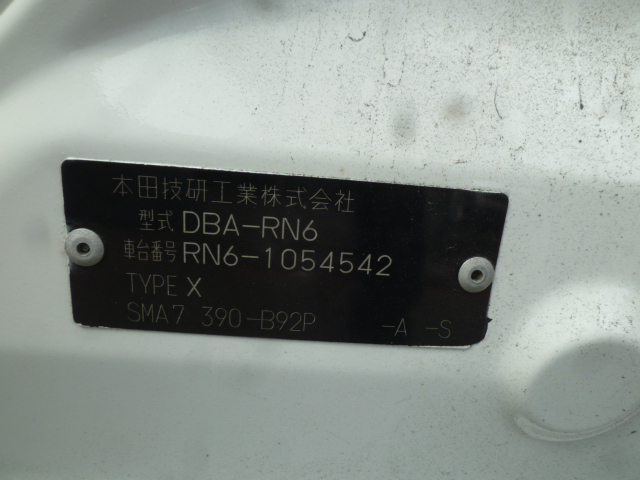 本田技研工業株式会社
型式 DBA-RN6
車台番号 RN6-1054542
TYPE X
SMA7 390-B92P -A -S